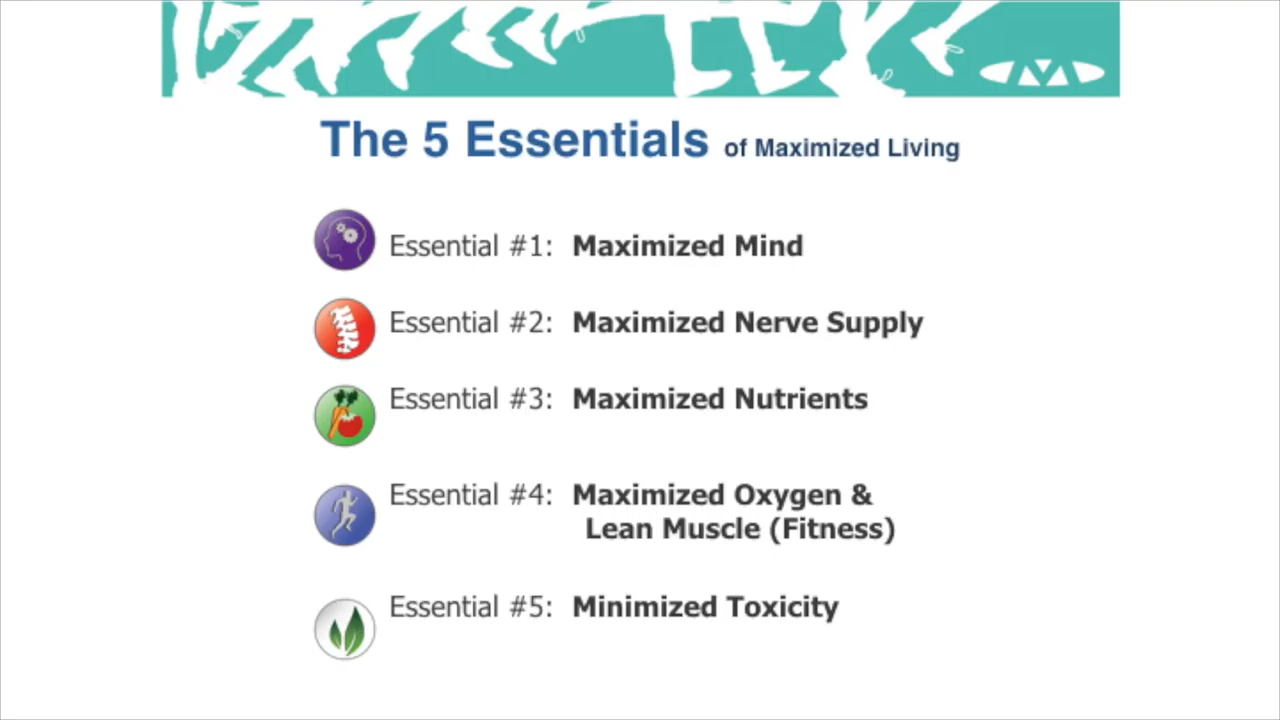 The 5 Essentials of Maximized Living
Essential #1: Maximized Mind
Essential #2: Maximized Nerve Supply
Essential #3: Maximized Nutrients
Essential #4: Maximized Oxygen &
Lean Muscle (Fitness)
Essential #5: Minimized Toxicity